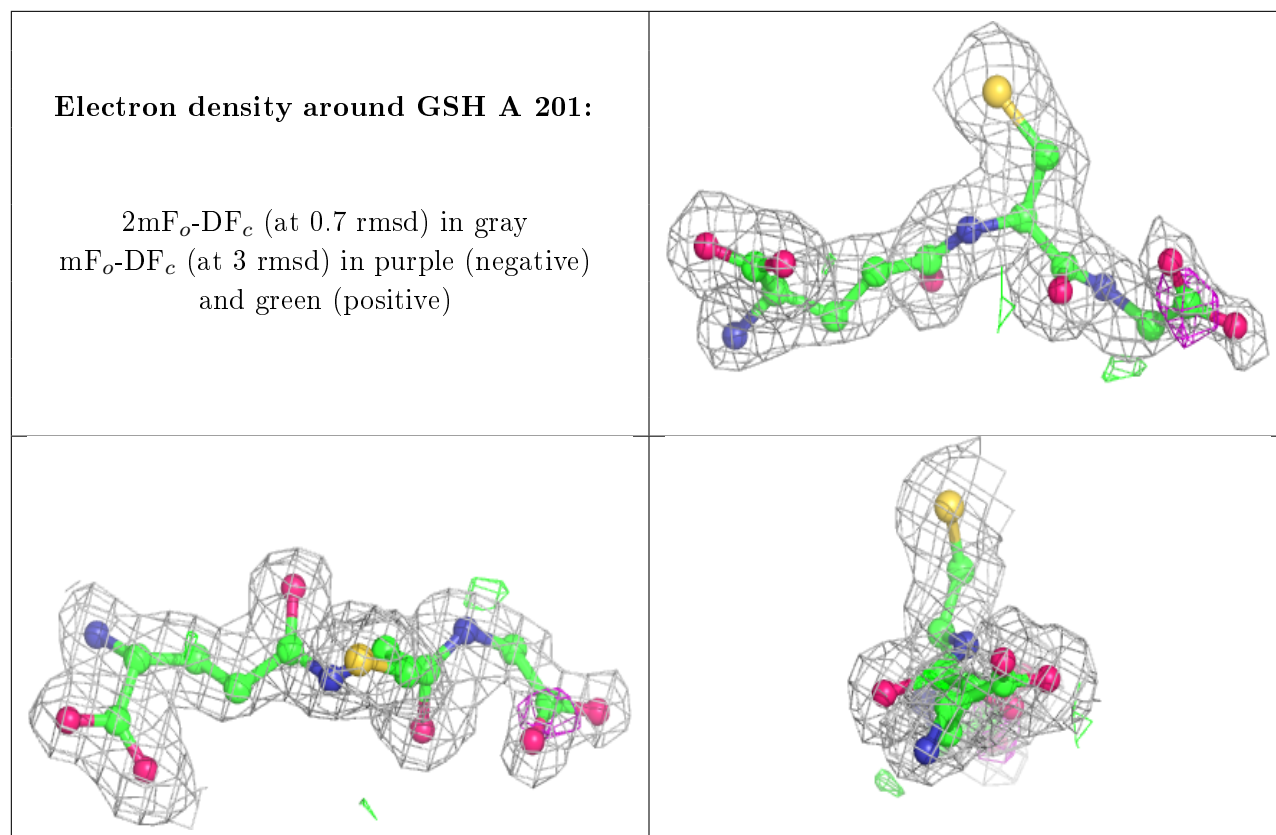 Electron density around GSH A 201:
2mFo-DFc (at 0.7 rmsd) in gray
mFo-DFc (at 3 rmsd) in purple (negative)
and green (positive)